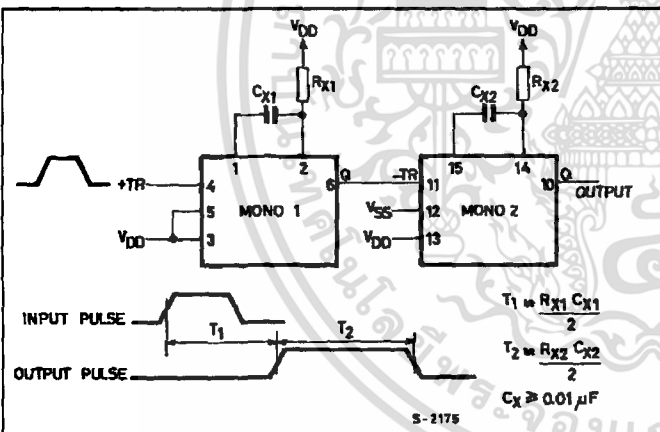 VDD VDD
RX1 RX2
CX1 CX2
1 2 15 14
+TR 4 6 Q -TR 11 10 Q OUTPUT
5 MONO 1 VSS 12 MONO 2
VDD 3 VDD 13
INPUT PULSE
T1
T2
OUTPUT PULSE
T1 ≈ RX1 CX1
2
T2 ≈ RX2 CX2
2
CX ≥ 0.01 μF
S-2175